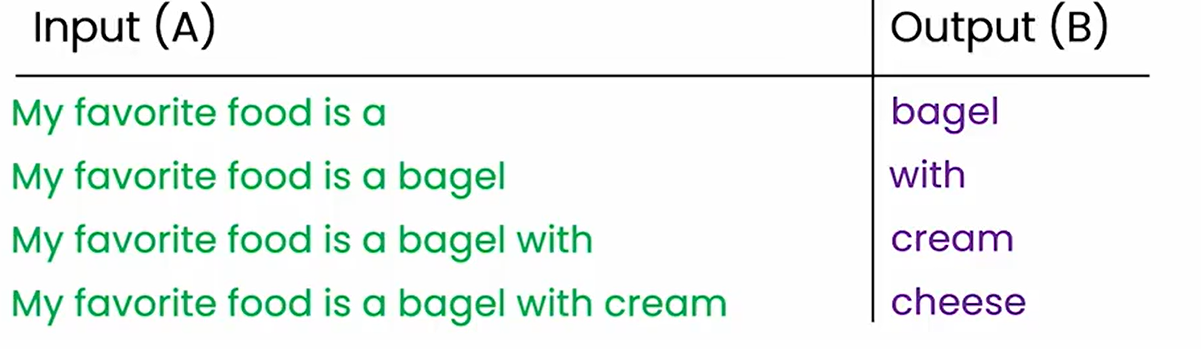 Input (A) Output (B)
My favorite food is a bagel
My favorite food is a bagel with
My favorite food is a bagel with cream
My favorite food is a bagel with cream cheese